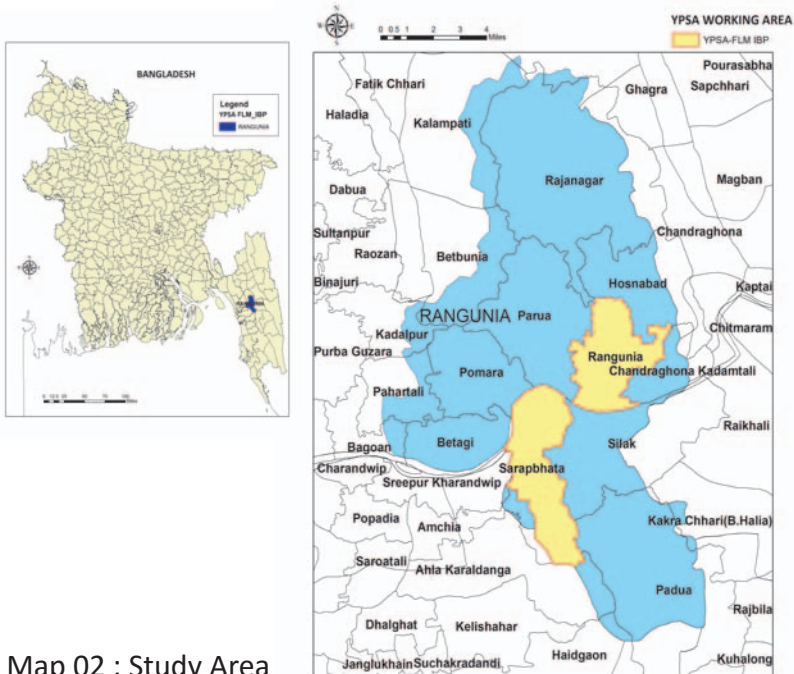 BANGLADESH
Legend
YPSA FLM_IBP
RANGUNIA
0 0.5 1 2 3 4
Miles
YPSA WORKING AREA
YPSA-FLM IBP
Fatik Chhari
Haladia
Kalampati
Ghagra
Pourasabha
Sapchhari
Rajanagar
Magban
Dabua
Sultanpur
Raozan
Betbunia
Chandraghona
Binajuri
Hosnabad
Kaptai
RANGUNIA
Parua
Kadalpur
Chitmaram
Purba Guzara
Rangunia
Pomara
Chandraghona Kadamtali
Pahartali
Raikhali
Bagoan
Betagi
Silak
Charandwip
Sarapbhata
Sreepur Kharandwip
Popadia
Amchia
Kakra Chhari(B.Halia)
Saroatali
Ahla Karaldanga
Padua
Rajbila
Dhalghat
Kelishahar
Haidgaon
Kuhalong
Janglukhain
Suchakradandi
Map 02 : Study Area